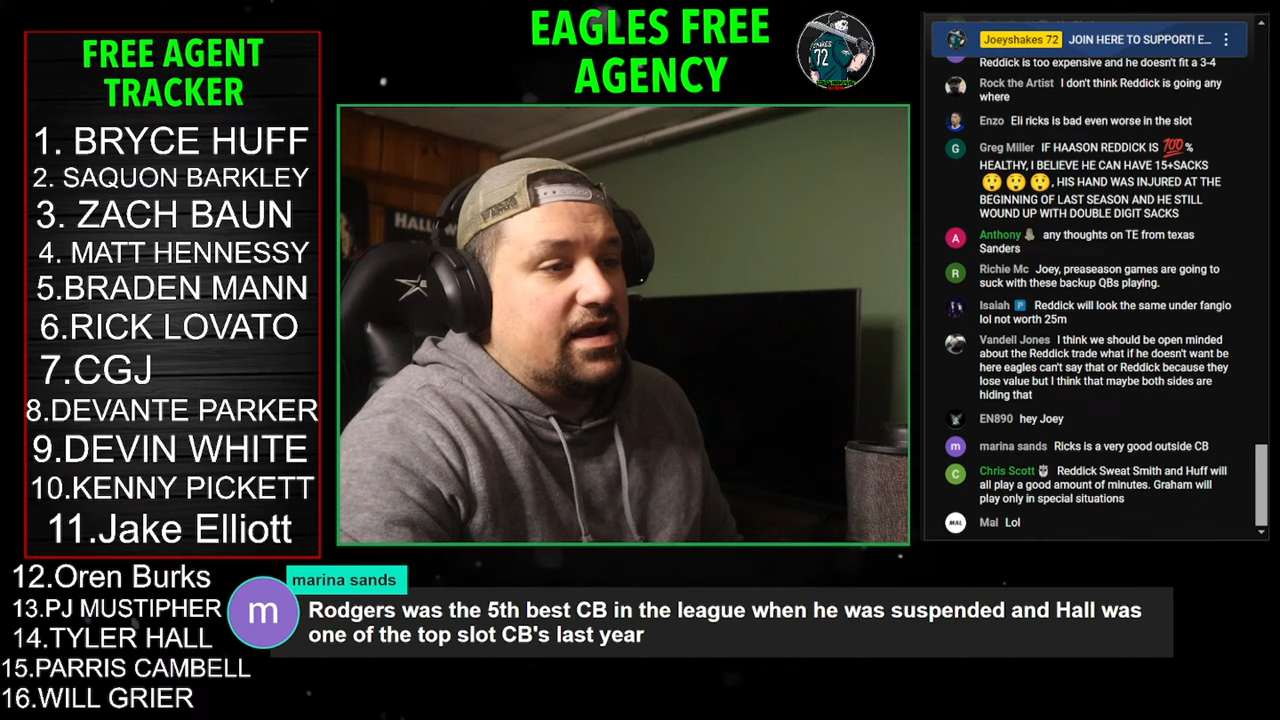 FREE AGENT
TRACKER
1. BRYCE HUFF
2. SAQUON BARKLEY
3. ZACH BAUN
4. MATT HENNESSY
5.BRADEN MANN
6.RICK LOVATO
7.CGJ
8.DEVANTE PARKER
9.DEVIN WHITE
10.KENNY PICKETT
11.Jake Elliott
12.Oren Burks
13.PJ MUSTIPHER
14.TYLER HALL
15.PARRIS CAMBELL
16.WILL GRIER
EAGLES FREE
AGENCY
72
HALL
Joeyshakes 72 JOIN HERE TO SUPPORT! E...
Reddick is too expensive and he doesn't fit a 3-4
Rock the Artist I don't think Reddick is going any
where
Enzo Eli ricks is bad even worse in the slot
G Greg Miller IF HAASON REDDICK IS 💯%
HEALTHY, I BELIEVE HE CAN HAVE 15+SACKS
😲😲😲, HIS HAND WAS INJURED AT THE
BEGINNING OF LAST SEASON AND HE STILL
WOUND UP WITH DOUBLE DIGIT SACKS
A Anthony any thoughts on TE from texas
Sanders
R Richie Mc Joey, preaseason games are going to
suck with these backup QBs playing.
Isaiah P Reddick will look the same under fangio
lol not worth 25m
Vandell Jones I think we should be open minded
about the Reddick trade what if he doesn't want be
here eagles can't say that or Reddick because they
lose value but I think that maybe both sides are
hiding that
EN890 hey Joey
m marina sands Ricks is a very good outside CB
C Chris Scott Reddick Sweat Smith and Huff will
all play a good amount of minutes. Graham will
play only in special situations
MAL Mal Lol
marina sands
m
Rodgers was the 5th best CB in the league when he was suspended and Hall was
one of the top slot CB's last year